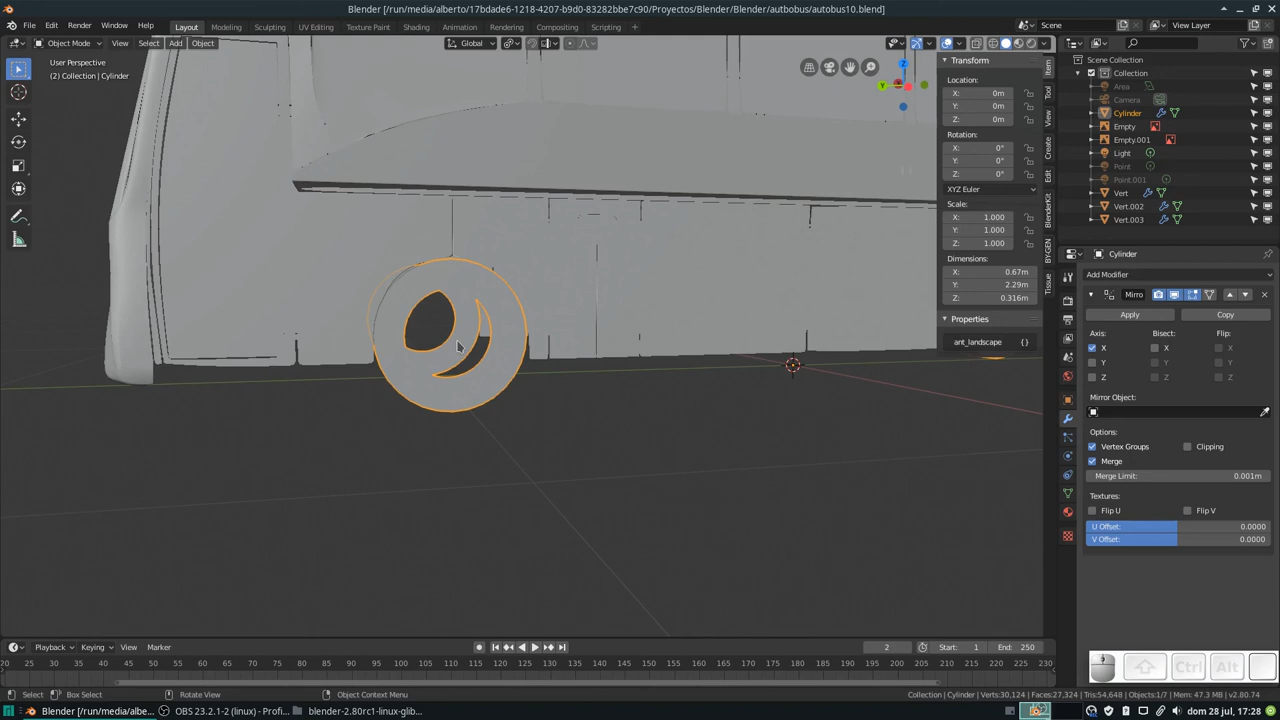 Blender [/run/media/alberto/17bdade6-1218-4207-b9d0-83282bbe7c90/Proyectos/Blender/Blender/autbobus/autobus10.blend]
File Edit Render Window Help
Layout Modeling Sculpting UV Editing Texture Paint Shading Animation Rendering Compositing Scripting
Scene View Layer
Object Mode View Select Add Object Global
User Perspective
(2) Collection | Cylinder
Z
Y
Transform
Location:
X: 0m
Y: 0m
Z: 0m
Rotation:
X: 0°
Y: 0°
Z: 0°
XYZ Euler
Scale:
X: 1.000
Y: 1.000
Z: 1.000
Dimensions:
X: 0.67m
Y: 2.29m
Z: 0.316m
Properties
ant_landscape {}
Item
Tool
View
Create
Edit
BlenderKit
BY-GEN
Tissue
Scene Collection
Collection
Area
Camera
Cylinder
Empty
Empty.001
Light
Point
Point.001
Vert
Vert.002
Vert.003
Cylinder
Add Modifier
Mirro
Apply Copy
Axis: Bisect: Flip:
X X X
Y Y Y
Z Z Z
Mirror Object:
Options:
Vertex Groups Clipping
Merge
Merge Limit: 0.001m
Textures:
Flip U Flip V
U Offset: 0.0000
V Offset: 0.0000
Ctrl Alt
Playback Keying View Marker 2 Start: 1 End: 250
20 25 30 35 40 45 50 55 60 65 70 75 80 85 90 95 100 105 110 115 120 125 130 135 140 145 150 155 160 165 170 175 180 185 190 195 200 205 210 215 220 225 230
Select Box Select Rotate View Object Context Menu
Collection | Cylinder | Verts:30,124 | Faces:27,324 | Tris:54,648 | Objects:1/7 | Mem: 47.3 MB | v2.80.74
Blender [/run/media/albe... OBS 23.2.1-2 (linux) - Profi... blender-2.80rc1-linux-glib... dom 28 jul, 17:28